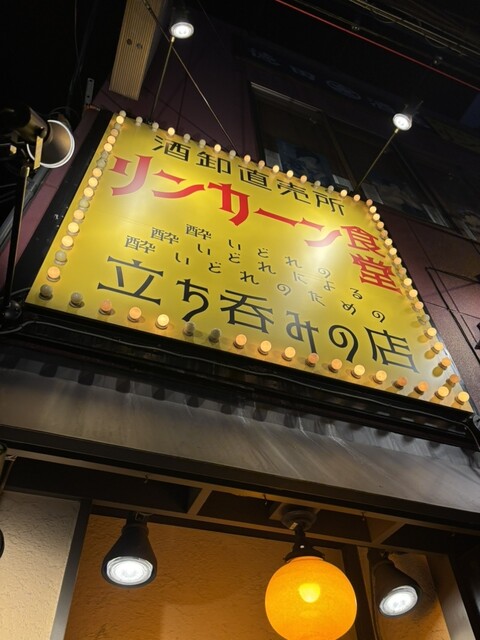 酒卸直売所
リンカーン食堂
酔いどれの
酔いどれによる
酔いどれのための
立ち呑みの店